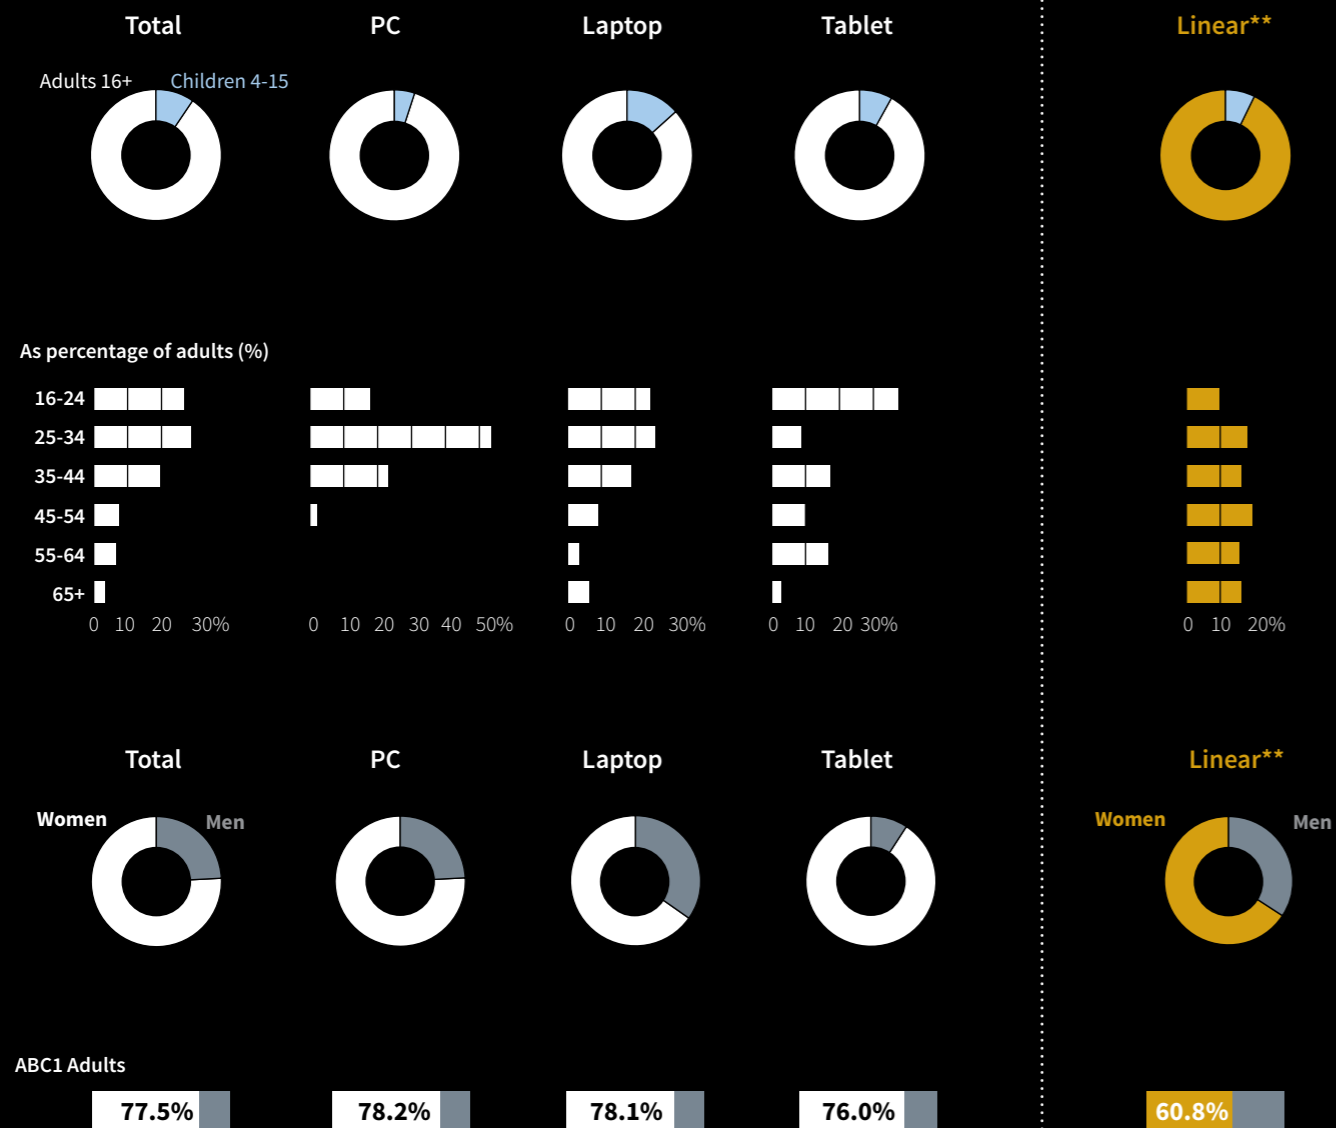 Total PC Laptop Tablet Linear**
Adults 16+ Children 4-15
As percentage of adults (%)
16-24
25-34
35-44
45-54
55-64
65+
0 10 20 30% 0 10 20 30 40 50% 0 10 20 30% 0 10 20 30% 0 10 20%
Total PC Laptop Tablet Linear**
Women Men Women Men
ABC1 Adults
77.5% 78.2% 78.1% 76.0% 60.8%